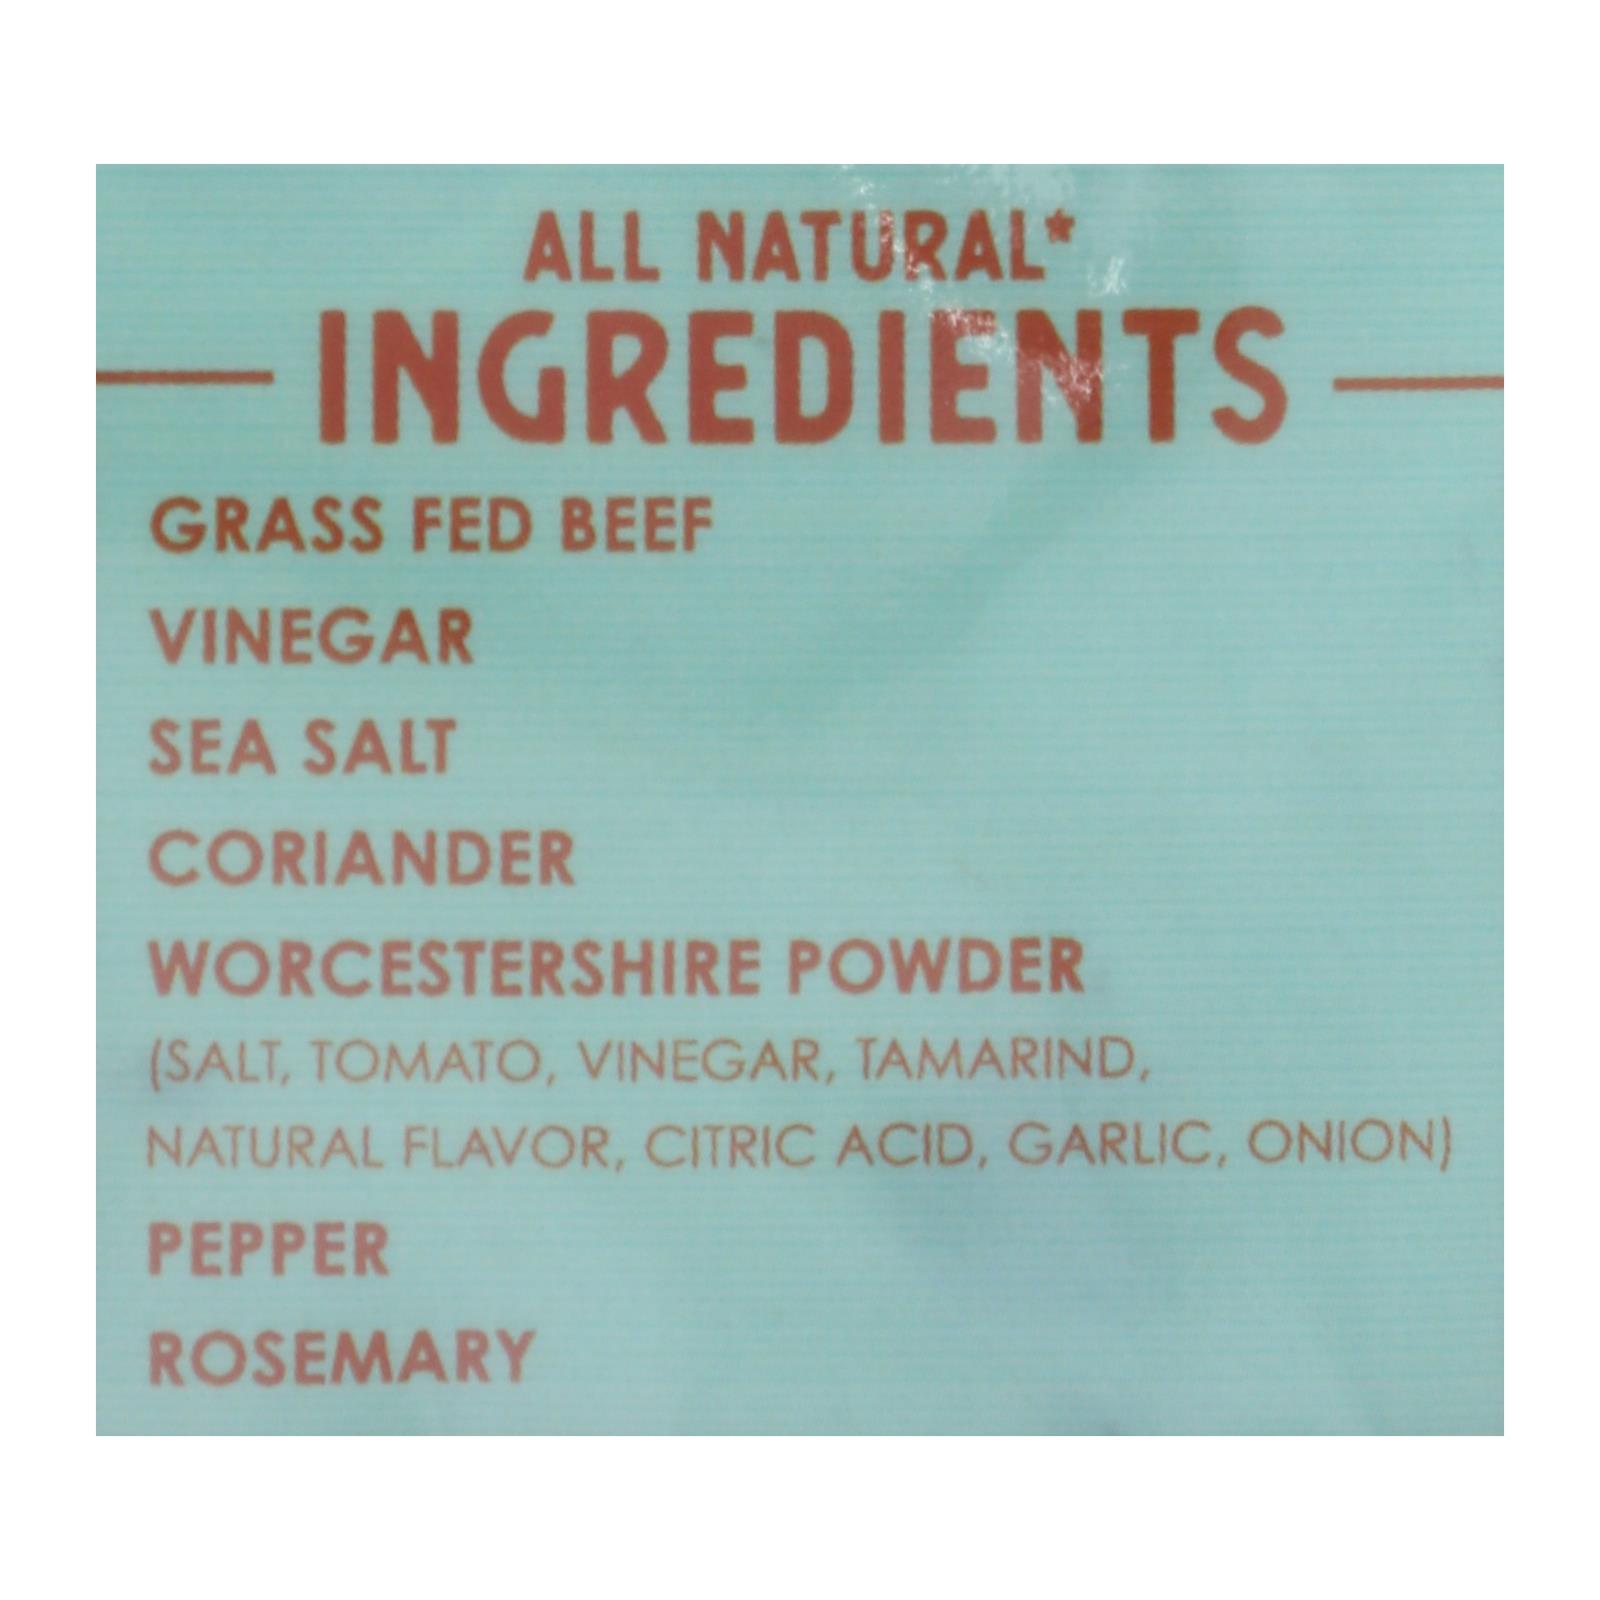 ALL NATURAL*
INGREDIENTS
GRASS FED BEEF
VINEGAR
SEA SALT
CORIANDER
WORCESTERSHIRE POWDER
(SALT, TOMATO, VINEGAR, TAMARIND,
NATURAL FLAVOR, CITRIC ACID, GARLIC, ONION)
PEPPER
ROSEMARY